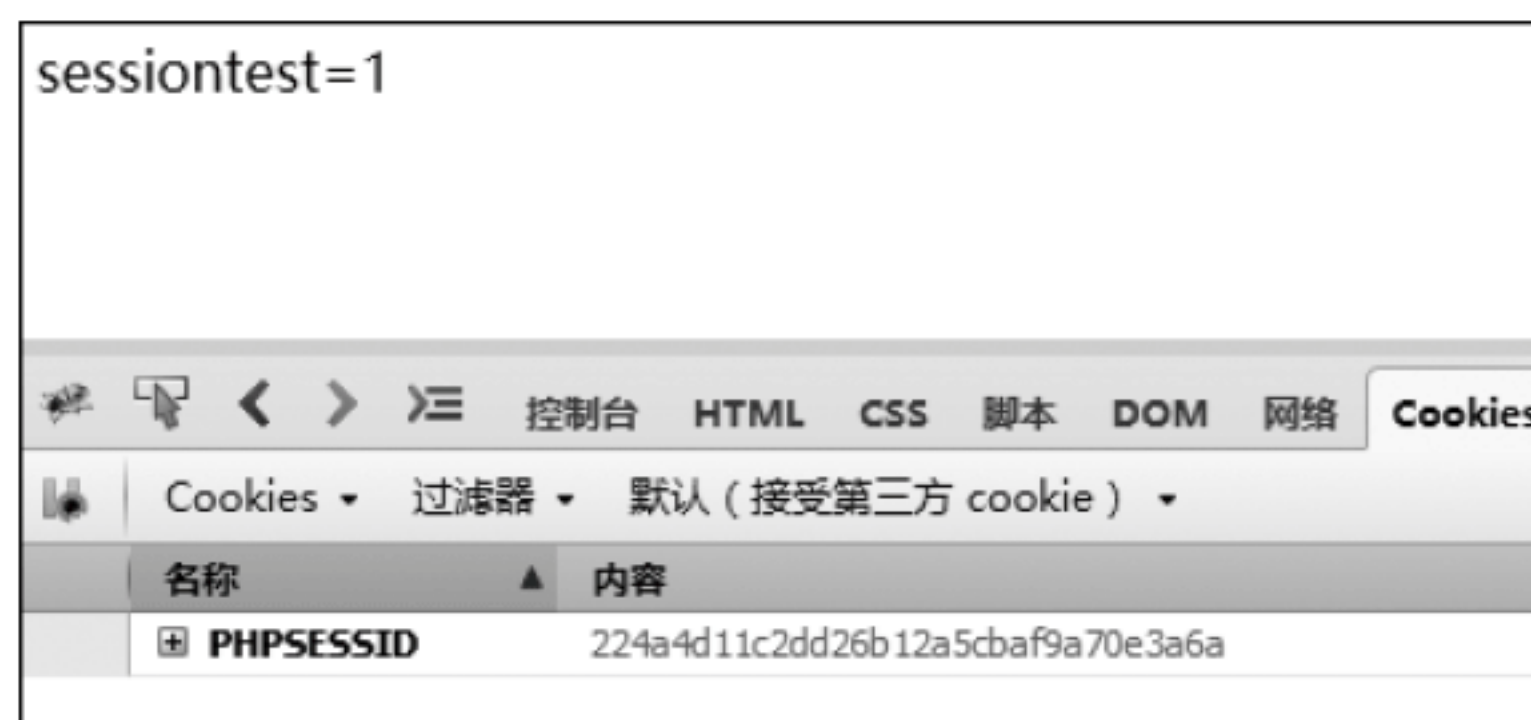 sessiontest=1
控制台 HTML CSS 脚本 DOM 网络 Cookies
Cookies 过滤器 默认（接受第三方 cookie）
名称 内容
PHPSESSID 224a4d11c2dd26b12a5cbaf9a70e3a6a